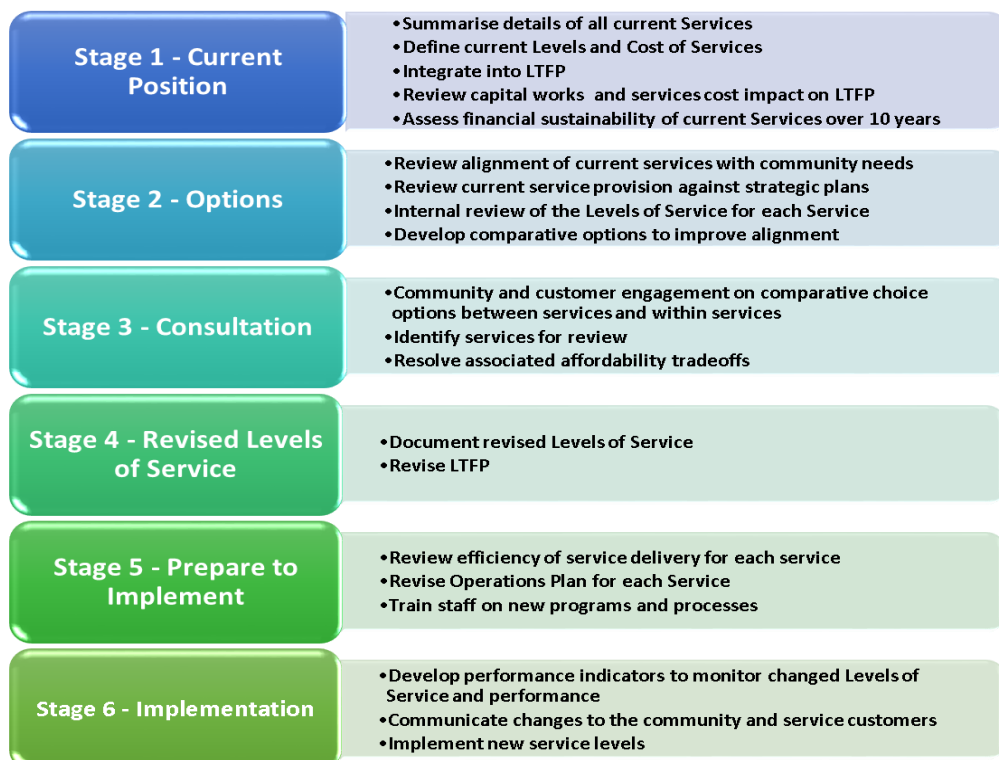 Stage 1 - Current
Position
•Summarise details of all current Services
•Define current Levels and Cost of Services
•Integrate into LTFP
•Review capital works and services cost impact on LTFP
•Assess financial sustainability of current Services over 10 years
Stage 2 - Options
•Review alignment of current services with community needs
•Review current service provision against strategic plans
•Internal review of the Levels of Service for each Service
•Develop comparative options to improve alignment
Stage 3 - Consultation
•Community and customer engagement on comparative choice
options between services and within services
•Identify services for review
•Resolve associated affordability tradeoffs
Stage 4 - Revised Levels
of Service
•Document revised Levels of Service
•Revise LTFP
Stage 5 - Prepare to
Implement
•Review efficiency of service delivery for each service
•Revise Operations Plan for each Service
•Train staff on new programs and processes
Stage 6 - Implementation
•Develop performance indicators to monitor changed Levels of
Service and performance
•Communicate changes to the community and service customers
•Implement new service levels